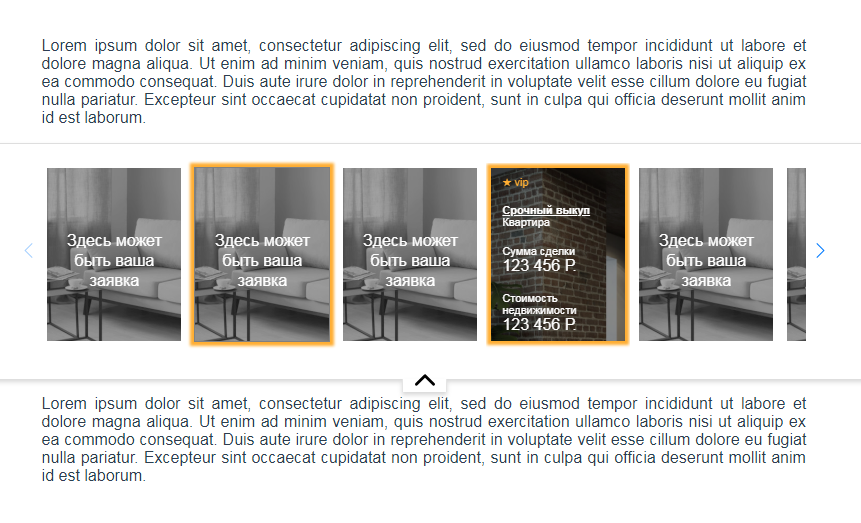 Lorem ipsum dolor sit amet, consectetur adipiscing elit, sed do eiusmod tempor incididunt ut labore et
dolore magna aliqua. Ut enim ad minim veniam, quis nostrud exercitation ullamco laboris nisi ut aliquip ex
ea commodo consequat. Duis aute irure dolor in reprehenderit in voluptate velit esse cillum dolore eu fugiat
nulla pariatur. Excepteur sint occaecat cupidatat non proident, sunt in culpa qui officia deserunt mollit anim
id est laborum.
Здесь может
быть ваша
заявка
Здесь может
быть ваша
заявка
Здесь может
быть ваша
заявка
★ vip
Срочный выкуп
Квартира
Сумма сделки
123 456 Р.
Стоимость
недвижимости
123 456 Р.
Здесь может
быть ваша
заявка
Lorem ipsum dolor sit amet, consectetur adipiscing elit, sed do eiusmod tempor incididunt ut labore et
dolore magna aliqua. Ut enim ad minim veniam, quis nostrud exercitation ullamco laboris nisi ut aliquip ex
ea commodo consequat. Duis aute irure dolor in reprehenderit in voluptate velit esse cillum dolore eu fugiat
nulla pariatur. Excepteur sint occaecat cupidatat non proident, sunt in culpa qui officia deserunt mollit anim
id est laborum.